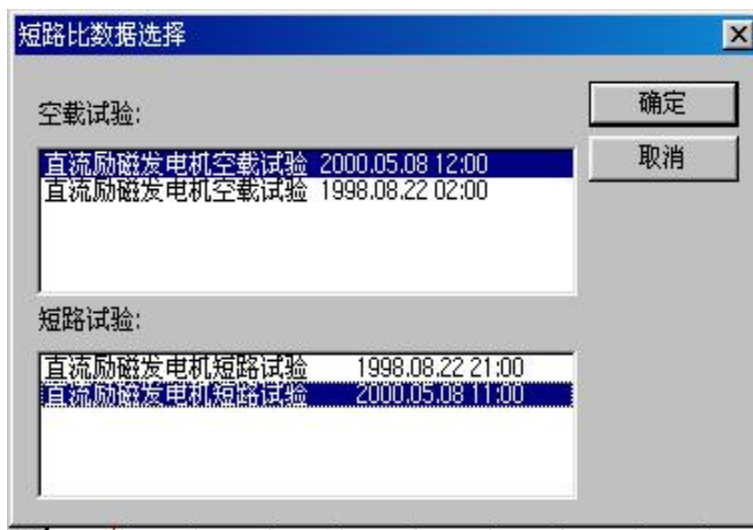 短路比数据选择
空载试验:
确定
直流励磁发电机空载试验 2000.05.08 12:00
取消
直流励磁发电机空载试验 1998.08.22 02:00
短路试验:
直流励磁发电机短路试验 1998.08.22 21:00
直流励磁发电机短路试验 2000.05.08 11:00